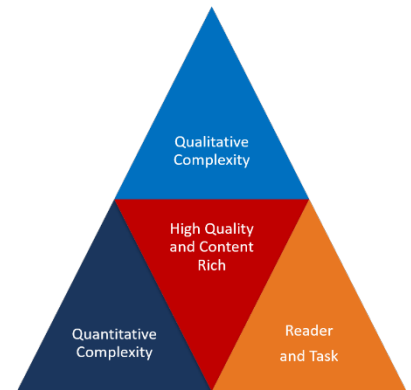 Qualitative
Complexity
High Quality
and Content
Rich
Quantitative
Complexity
Reader
and Task